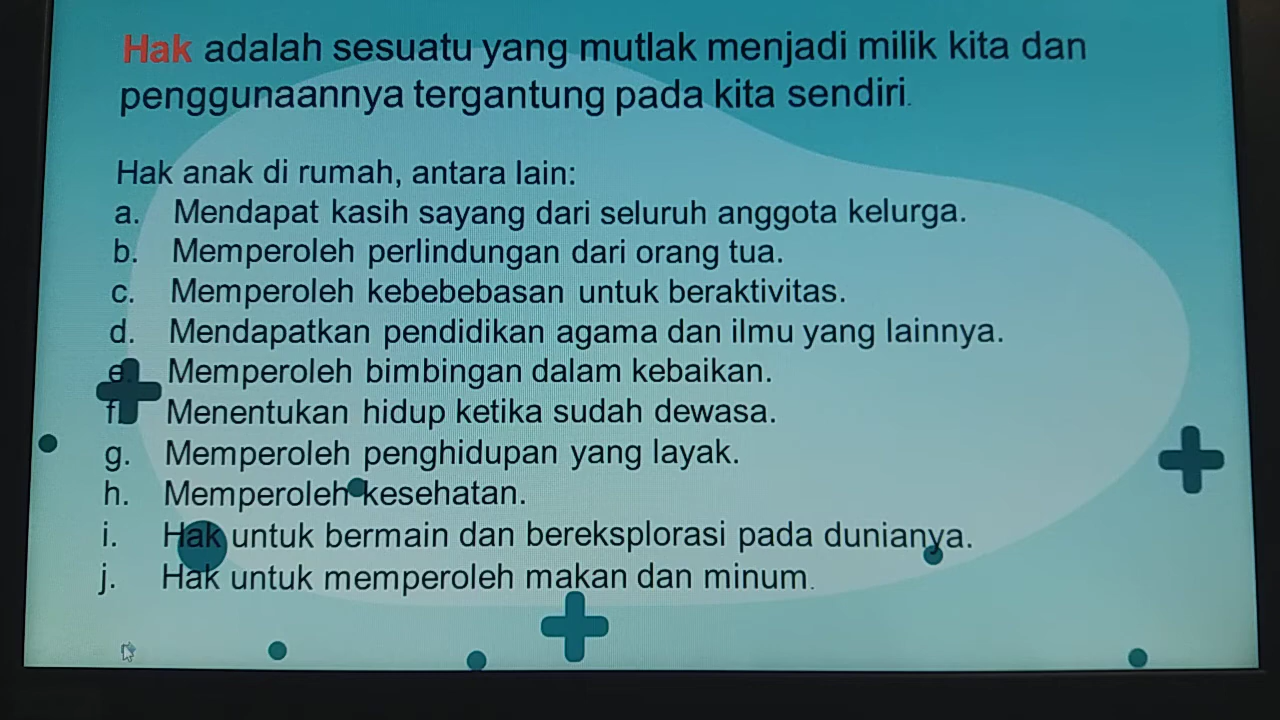 Hak adalah sesuatu yang mutlak menjadi milik kita dan
penggunaannya tergantung pada kita sendiri.
Hak anak di rumah, antara lain:
a. Mendapat kasih sayang dari seluruh anggota kelurga.
b. Memperoleh perlindungan dari orang tua.
c. Memperoleh kebebebasan untuk beraktivitas.
d. Mendapatkan pendidikan agama dan ilmu yang lainnya.
e. Memperoleh bimbingan dalam kebaikan.
f. Menentukan hidup ketika sudah dewasa.
g. Memperoleh penghidupan yang layak.
h. Memperoleh kesehatan.
i. Hak untuk bermain dan bereksplorasi pada dunianya.
j. Hak untuk memperoleh makan dan minum.